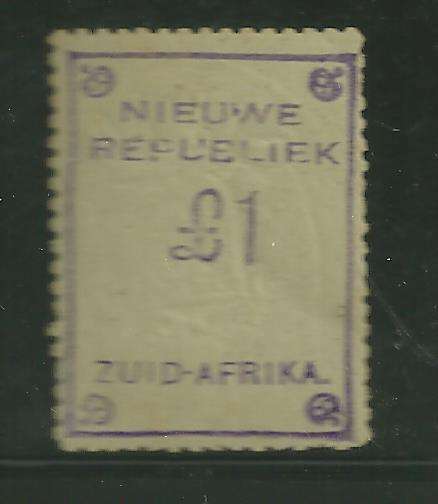 NIEUWE
REPUBLIEK
£1
ZUID-AFRIKA.